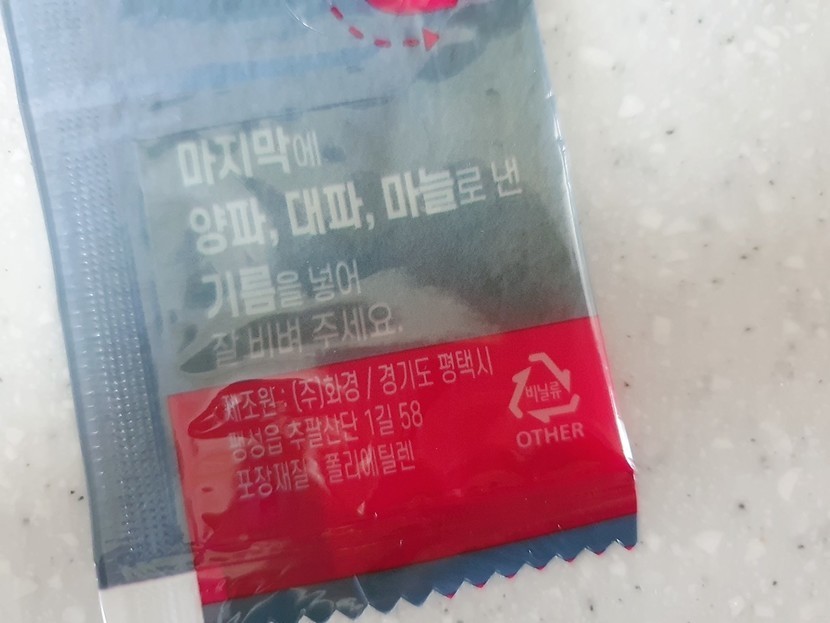 마지막에
양파, 대파, 마늘로 낸
기름을 넣어
잘 비벼 주세요.
제조원 : (주)화경 / 경기도 평택시
팽성읍 추팔산단 1길 58
포장재질 : 폴리에틸렌
비닐류
OTHER